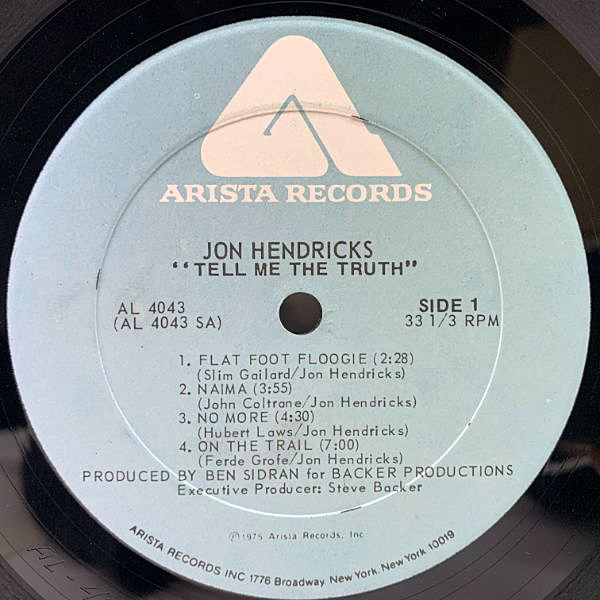 ARISTA RECORDS
JON HENDRICKS
"TELL ME THE TRUTH"
AL 4043
(AL 4043 SA)
SIDE 1
33 1/3 RPM
1. FLAT FOOT FLOOGIE (2:28)
(Slim Gailard/Jon Hendricks)
2. NAIMA (3:55)
(John Coltrane/Jon Hendricks)
3. NO MORE (4:30)
(Hubert Laws/Jon Hendricks)
4. ON THE TRAIL (7:00)
(Ferde Grofe/Jon Hendricks)
PRODUCED BY BEN SIDRAN for BACKER PRODUCTIONS
Executive Producer: Steve Backer
℗1975 Arista Records, Inc
ARISTA RECORDS INC 1776 Broadway, New York, New York 10019